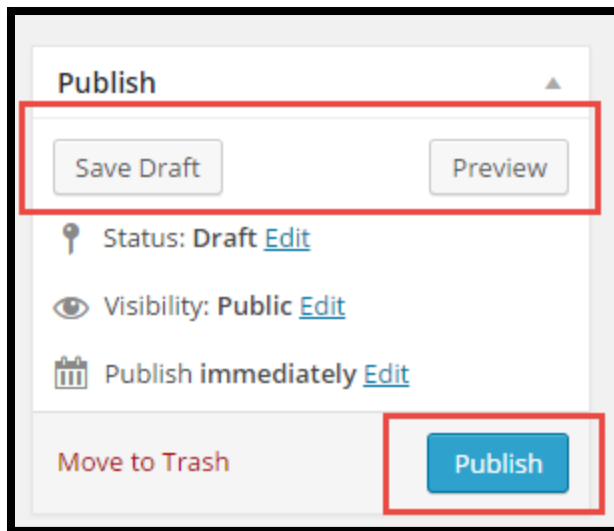 Publish
Save Draft Preview
Status: Draft Edit
Visibility: Public Edit
Publish immediately Edit
Move to Trash Publish